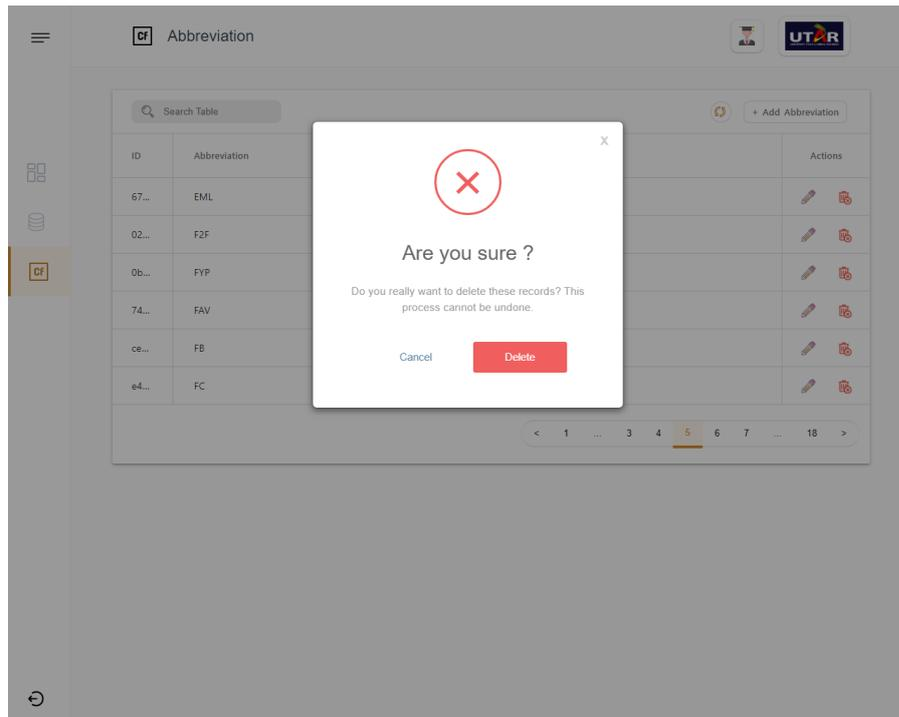 Cf Abbreviation UTAR
Search Table + Add Abbreviation
ID Abbreviation Actions
67... EML
02... F2F
0b... FYP
74... FAV
ce... FB
e4... FC
x
Are you sure ?
Do you really want to delete these records? This
process cannot be undone.
Cancel Delete
Cf
< 1 ... 3 4 5 6 7 ... 18 >